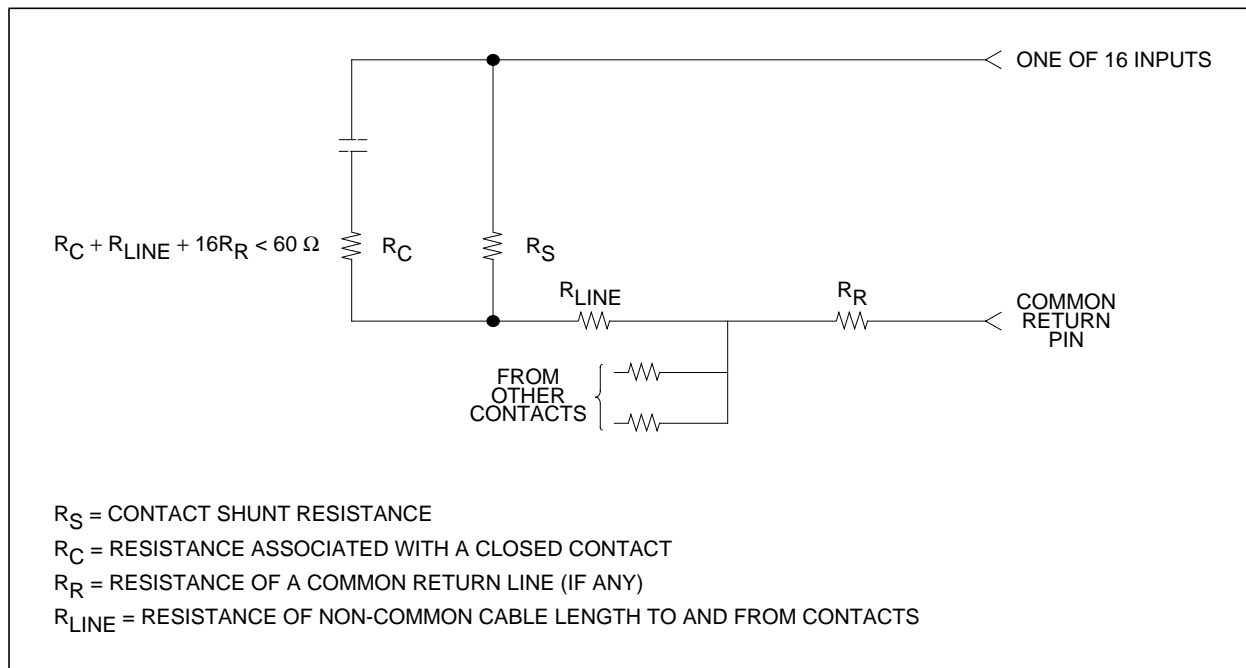 ONE OF 16 INPUTS
R_C + R_LINE + 16R_R < 60 Ω
R_C
R_S
R_LINE
R_R
COMMON
RETURN
PIN
FROM
OTHER
CONTACTS
R_S = CONTACT SHUNT RESISTANCE
R_C = RESISTANCE ASSOCIATED WITH A CLOSED CONTACT
R_R = RESISTANCE OF A COMMON RETURN LINE (IF ANY)
R_LINE = RESISTANCE OF NON-COMMON CABLE LENGTH TO AND FROM CONTACTS